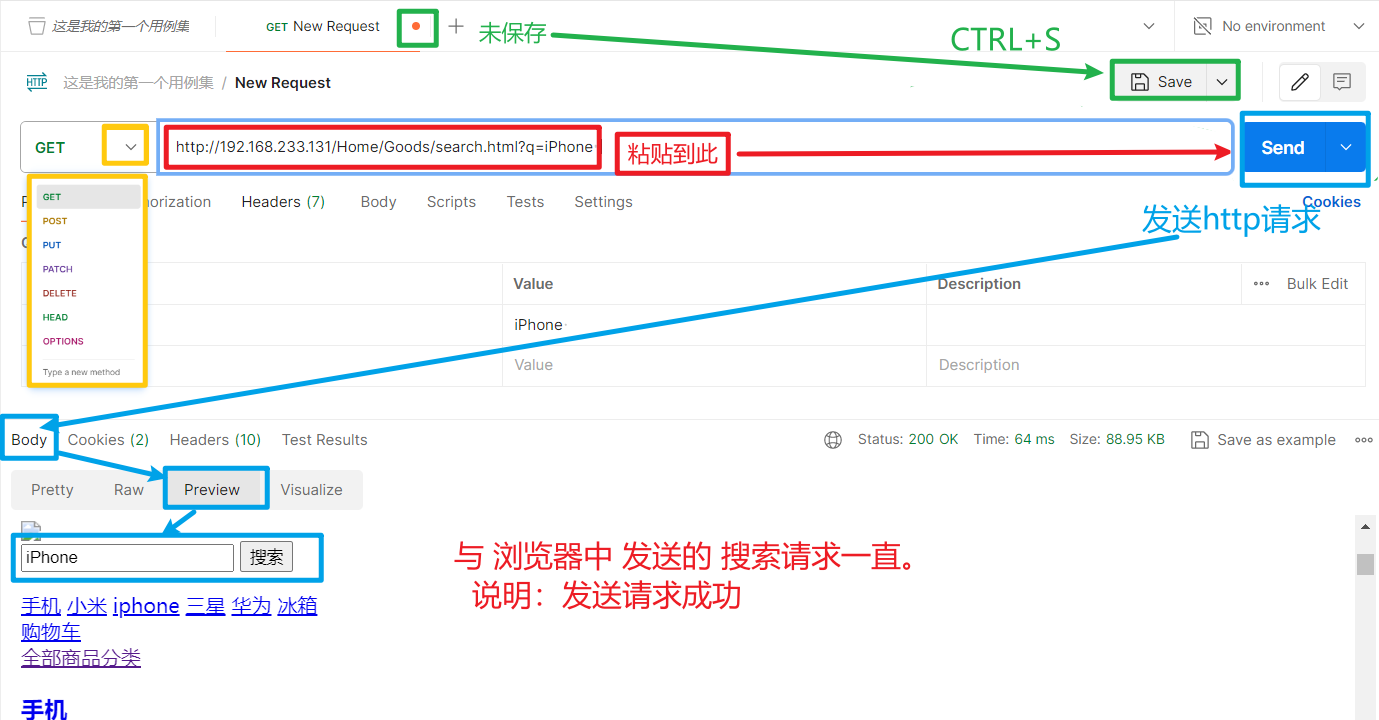 这是我的第一个用例集 GET New Request 未保存 CTRL+S No environment
HTTP 这是我的第一个用例集 / New Request Save
GET http://192.168.233.131/Home/Goods/search.html?q=iPhone 粘贴到此 Send
GET
POST
PUT
PATCH
DELETE
HEAD
OPTIONS
Type a new method
orization Headers (7) Body Scripts Tests Settings Cookies
发送http请求
Value Description Bulk Edit
iPhone
Value Description
Body Cookies (2) Headers (10) Test Results Status: 200 OK Time: 64 ms Size: 88.95 KB Save as example
Pretty Raw Preview Visualize
iPhone 搜索
与 浏览器中 发送的 搜索请求一直。
说明：发送请求成功
手机 小米 iphone 三星 华为 冰箱
购物车
全部商品分类
手机